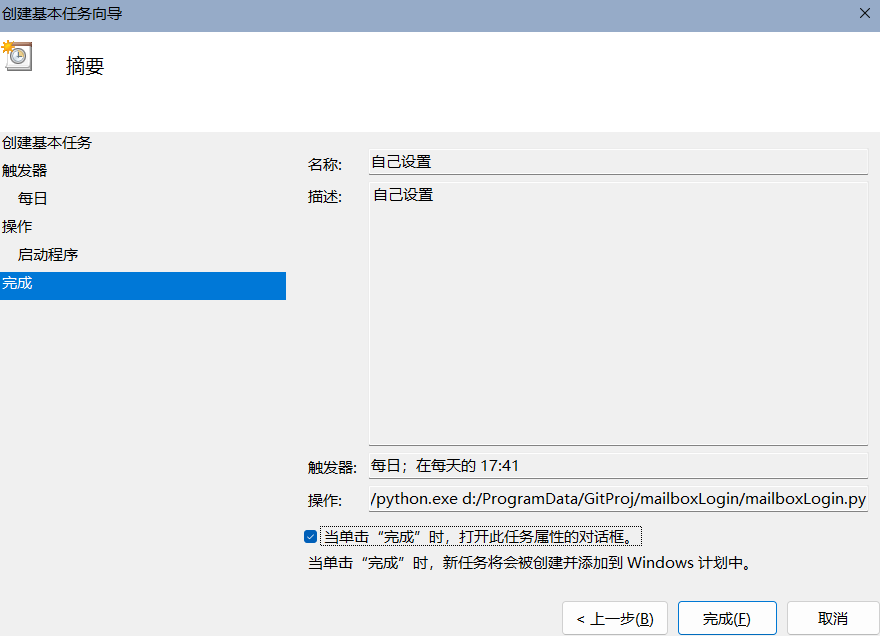 创建基本任务向导
摘要
创建基本任务
触发器
每日
操作
启动程序
完成
名称: 自己设置
描述: 自己设置
触发器: 每日；在每天的 17:41
操作: /python.exe d:/ProgramData/GitProj/mailboxLogin/mailboxLogin.py
当单击“完成”时，打开此任务属性的对话框。
当单击“完成”时，新任务将会被创建并添加到 Windows 计划中。
< 上一步(B) 完成(F) 取消